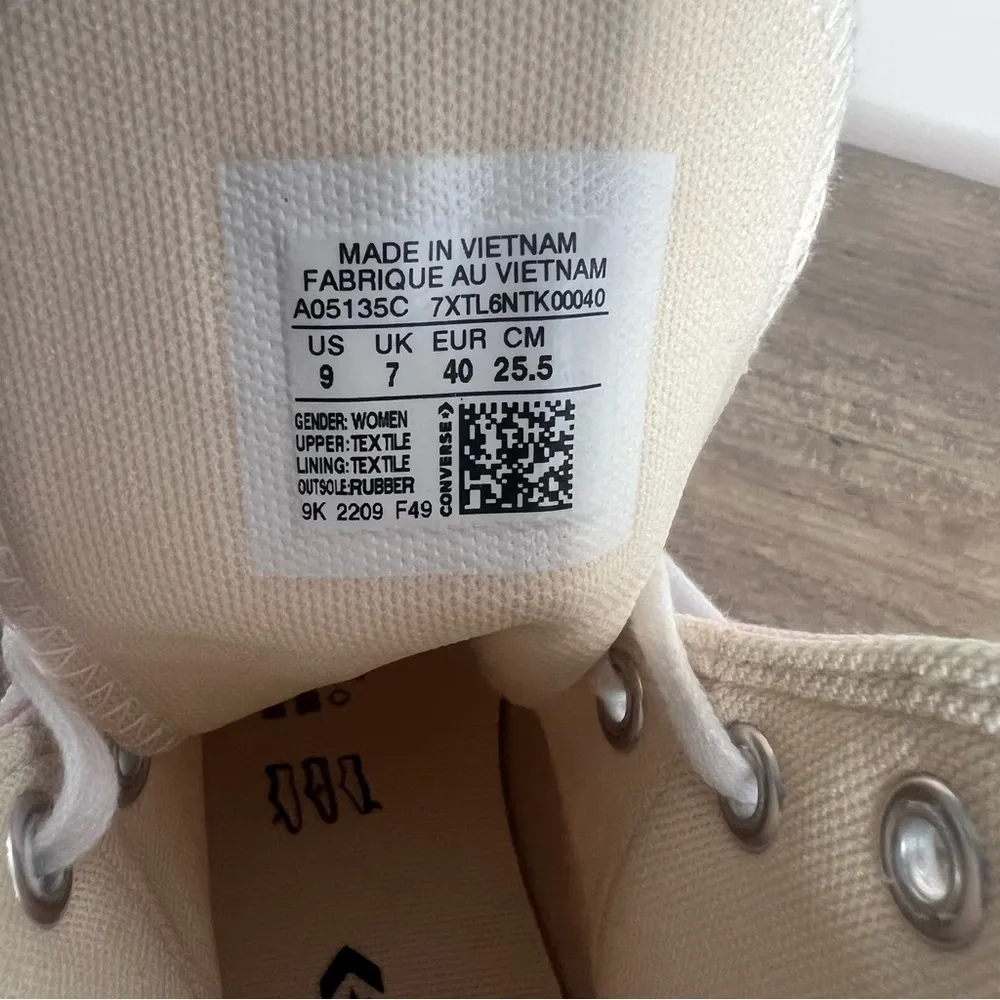 MADE IN VIETNAM
FABRIQUE AU VIETNAM
A05135C 7XTL6NTK00040
US UK EUR CM
9 7 40 25.5
GENDER: WOMEN
UPPER:TEXTILE
LINING:TEXTILE
OUTSOLE:RUBBER
9K 2209 F49
CONVERSE